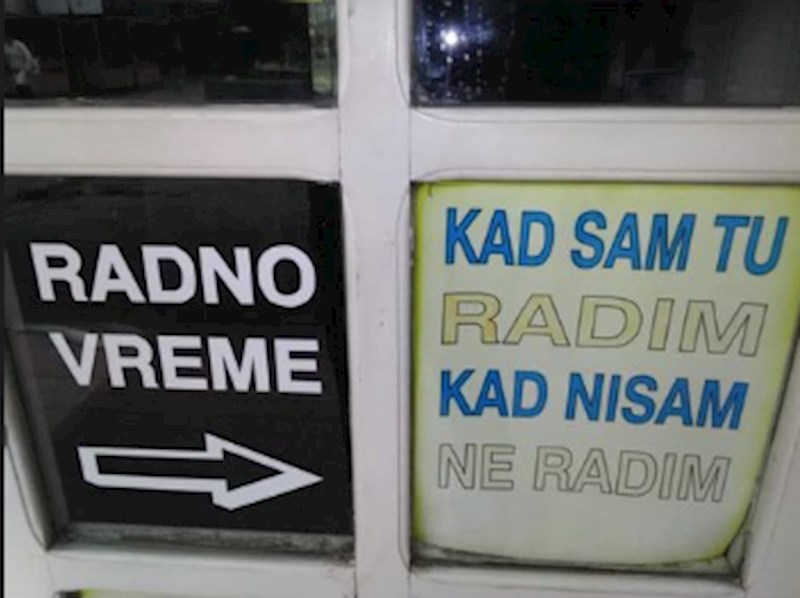 RADNO
VREME
KAD SAM TU
RADIM
KAD NISAM
NE RADIM